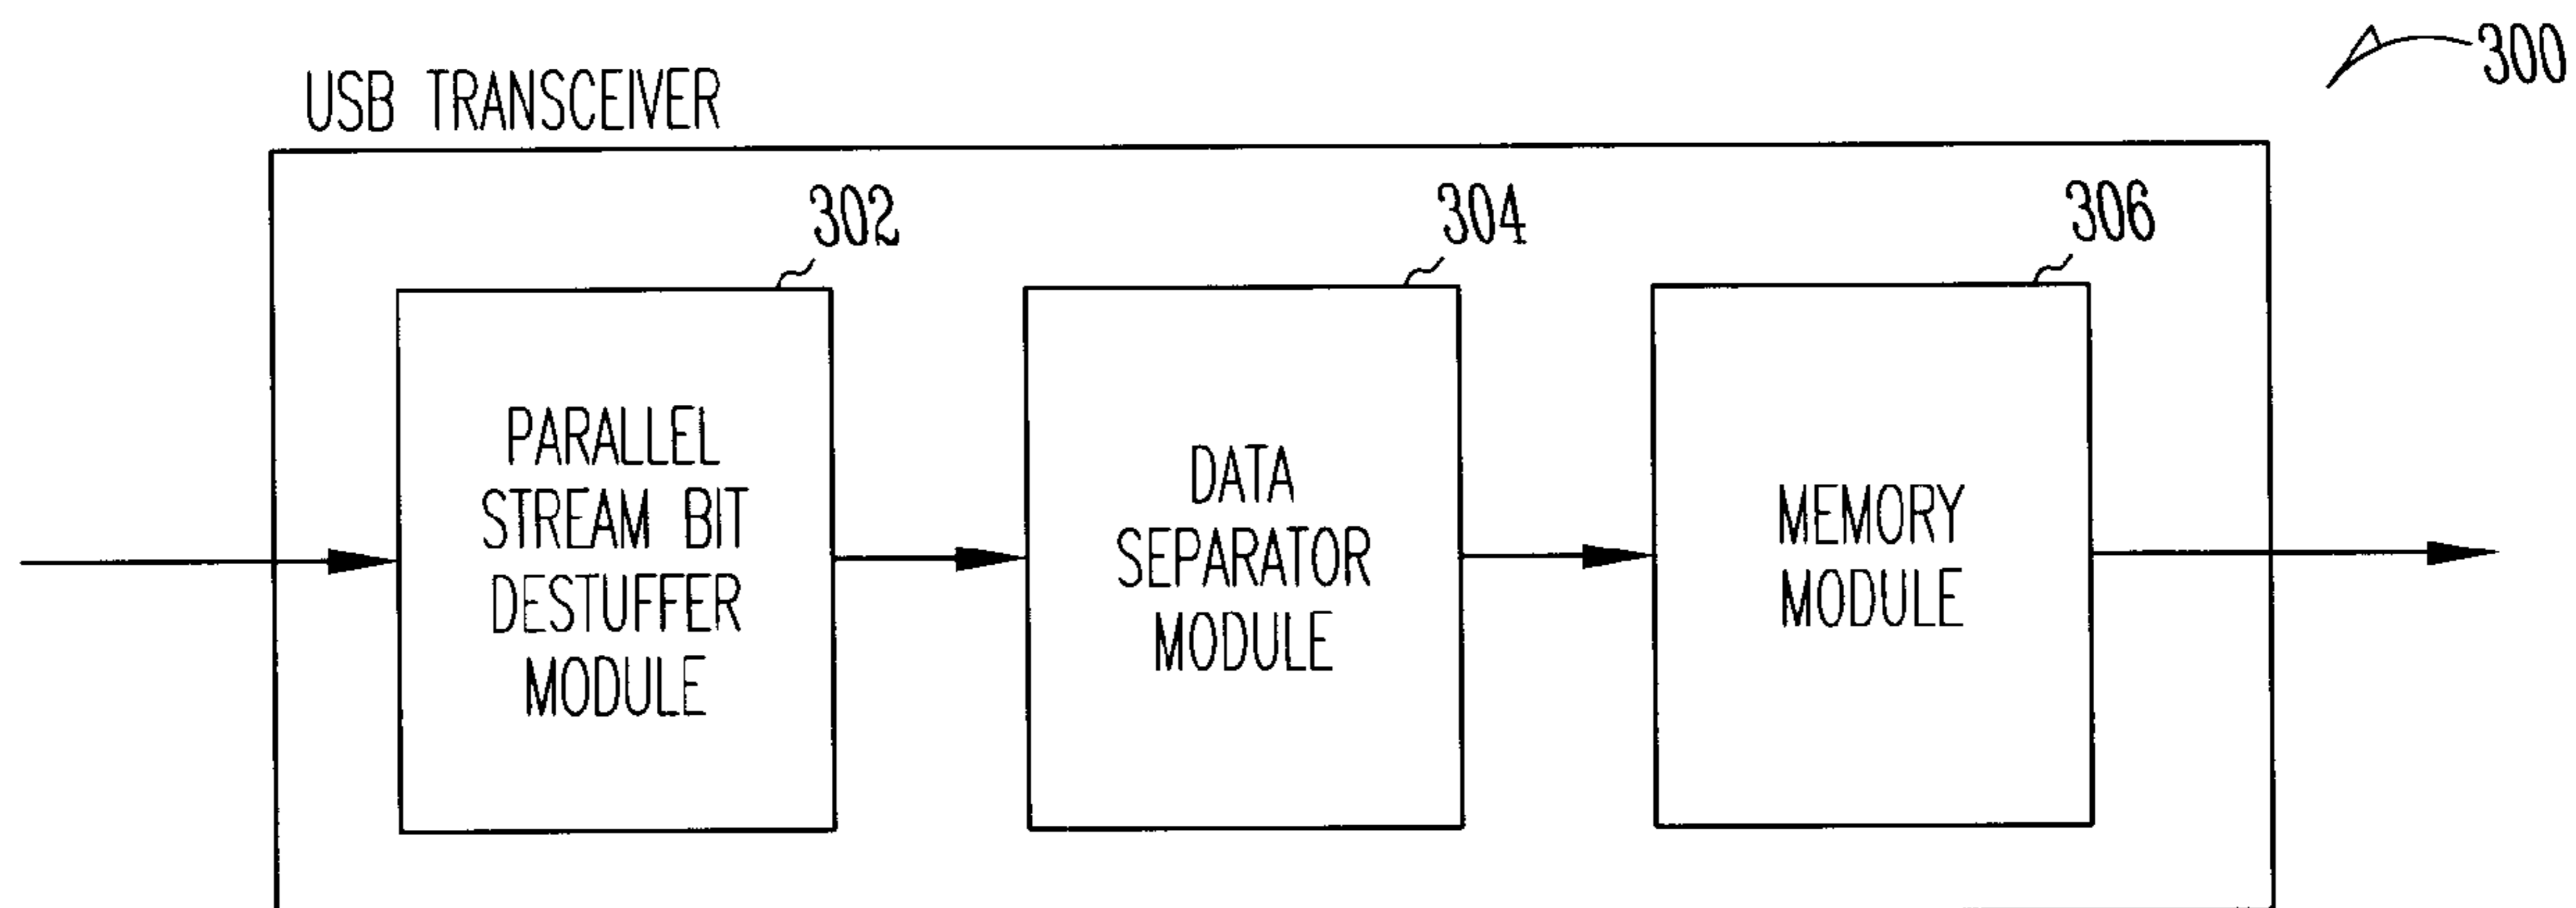 300
USB TRANSCEIVER
302
304
306
PARALLEL
STREAM BIT
DESTUFFER
MODULE
DATA
SEPARATOR
MODULE
MEMORY
MODULE